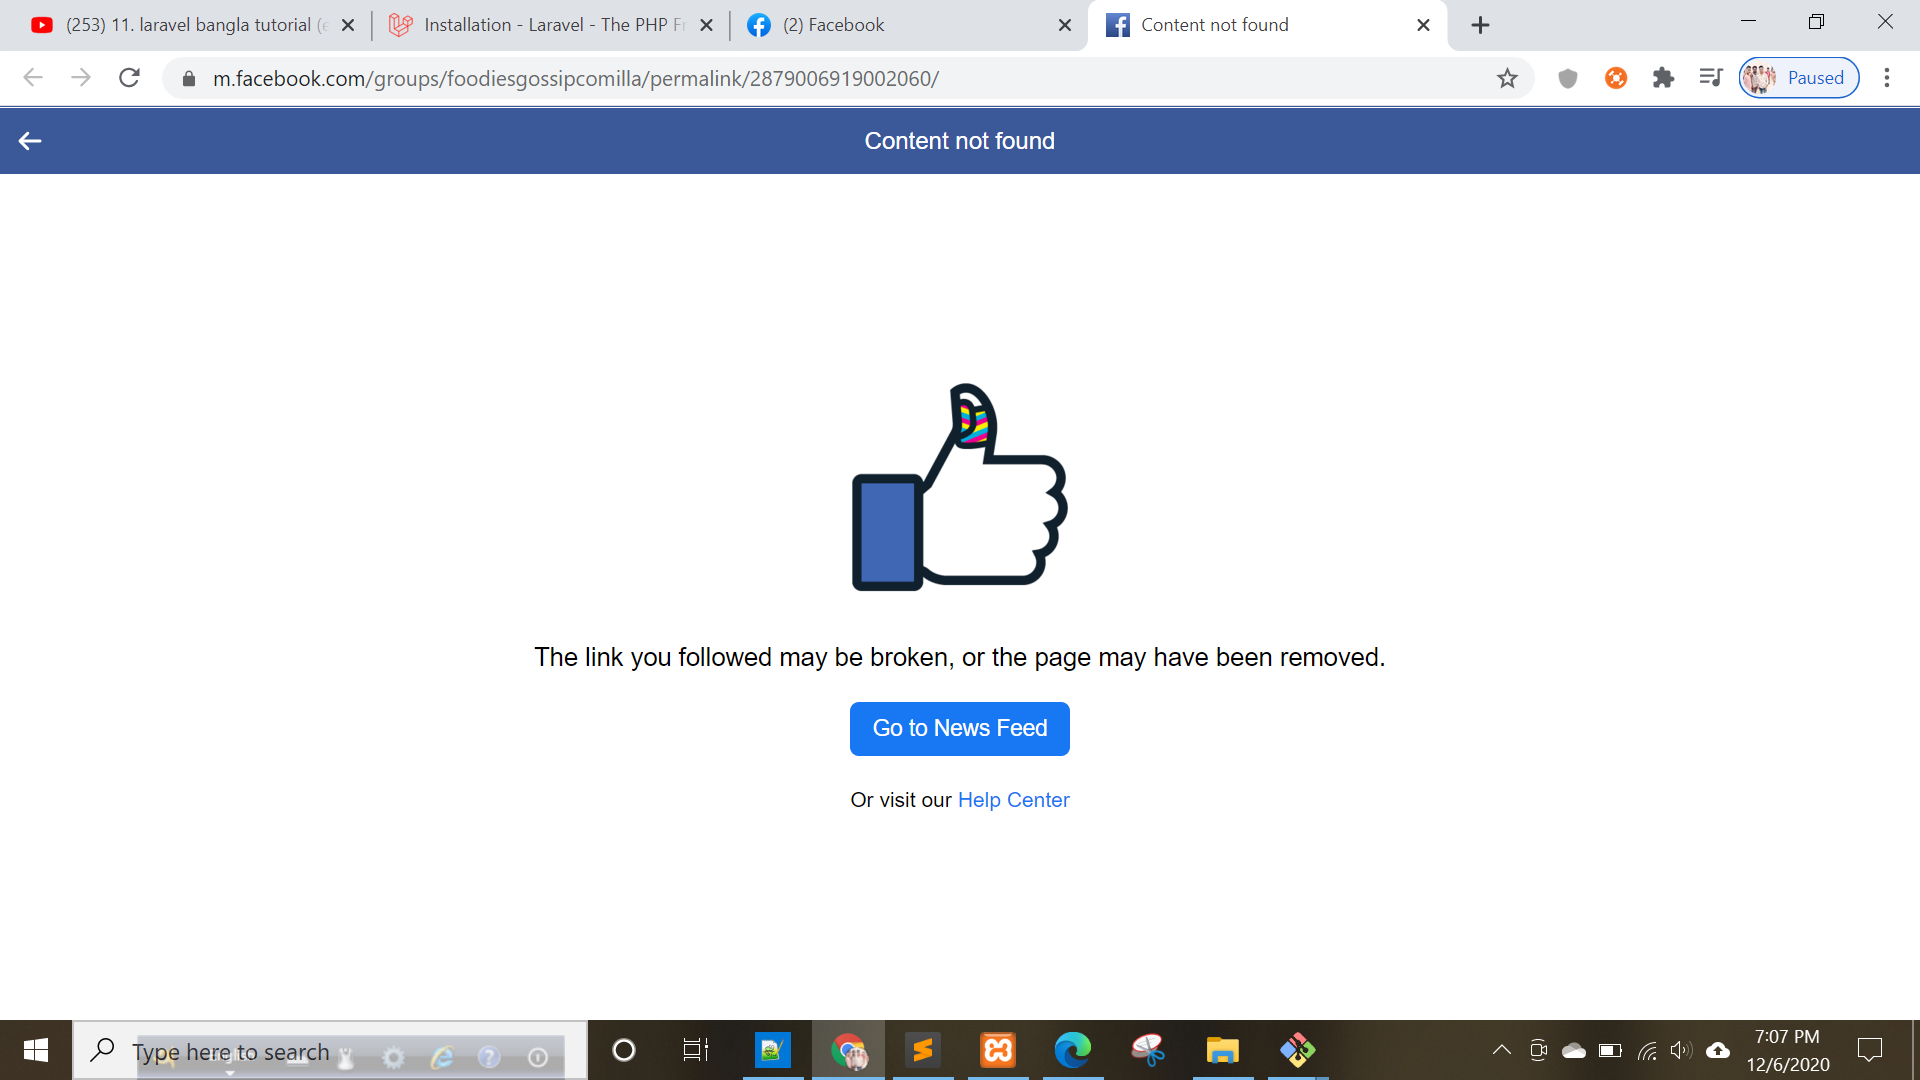 (253) 11. laravel bangla tutorial (
Installation - Laravel - The PHP Fr
(2) Facebook
Content not found
m.facebook.com/groups/foodiesgossipcomilla/permalink/2879006919002060/
Paused
Content not found
The link you followed may be broken, or the page may have been removed.
Go to News Feed
Or visit our Help Center
Type here to search
7:07 PM
12/6/2020